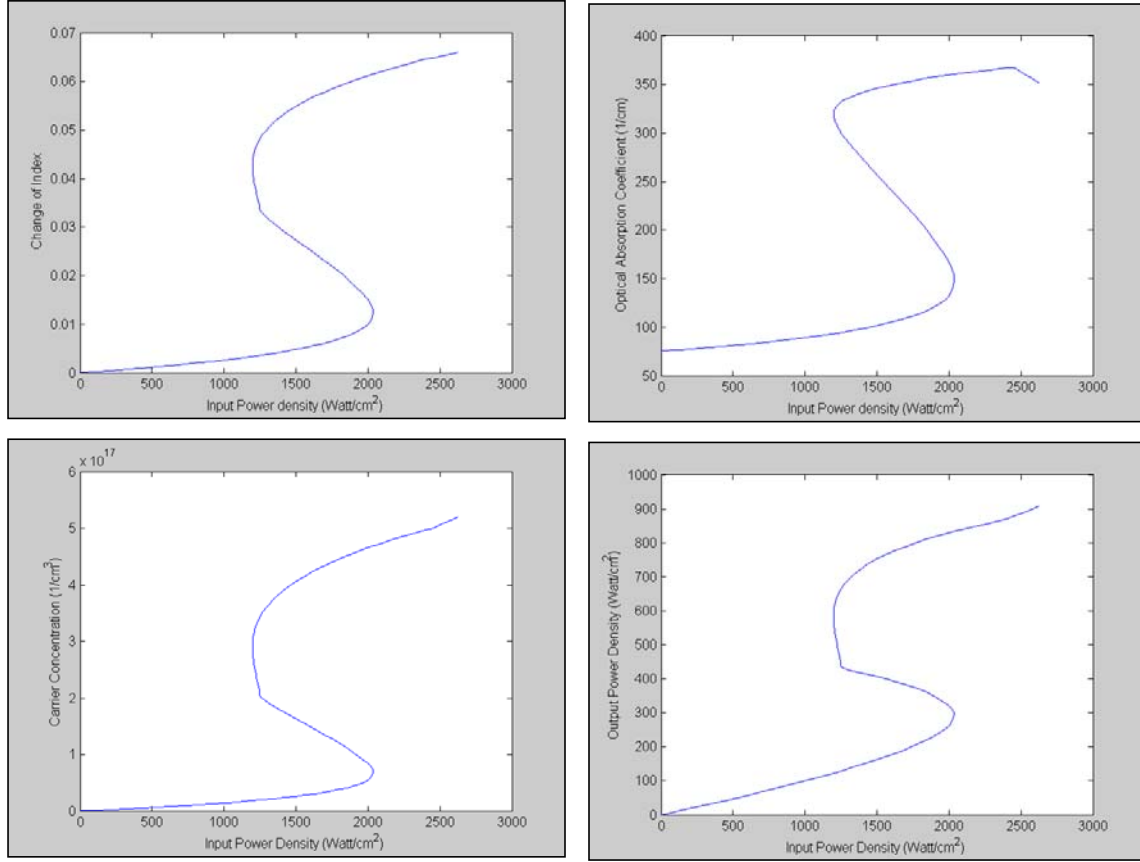 0.07
0.06
0.05
0.04
0.03
0.02
0.01
0
Change of Index
0 500 1000 1500 2000 2500 3000
Input Power density (Watt/cm²)
400
350
300
250
200
150
100
50
Optical Absorption Coefficient (1/cm)
0 500 1000 1500 2000 2500 3000
Input Power density (Watt/cm²)
x 10¹⁷
6
5
4
3
2
1
0
Carrier Concentration (1/cm³)
0 500 1000 1500 2000 2500 3000
Input Power Density (Watt/cm²)
1000
900
800
700
600
500
400
300
200
100
0
Output Power Density (Watt/cm²)
0 500 1000 1500 2000 2500 3000
Input Power Density (Watt/cm²)